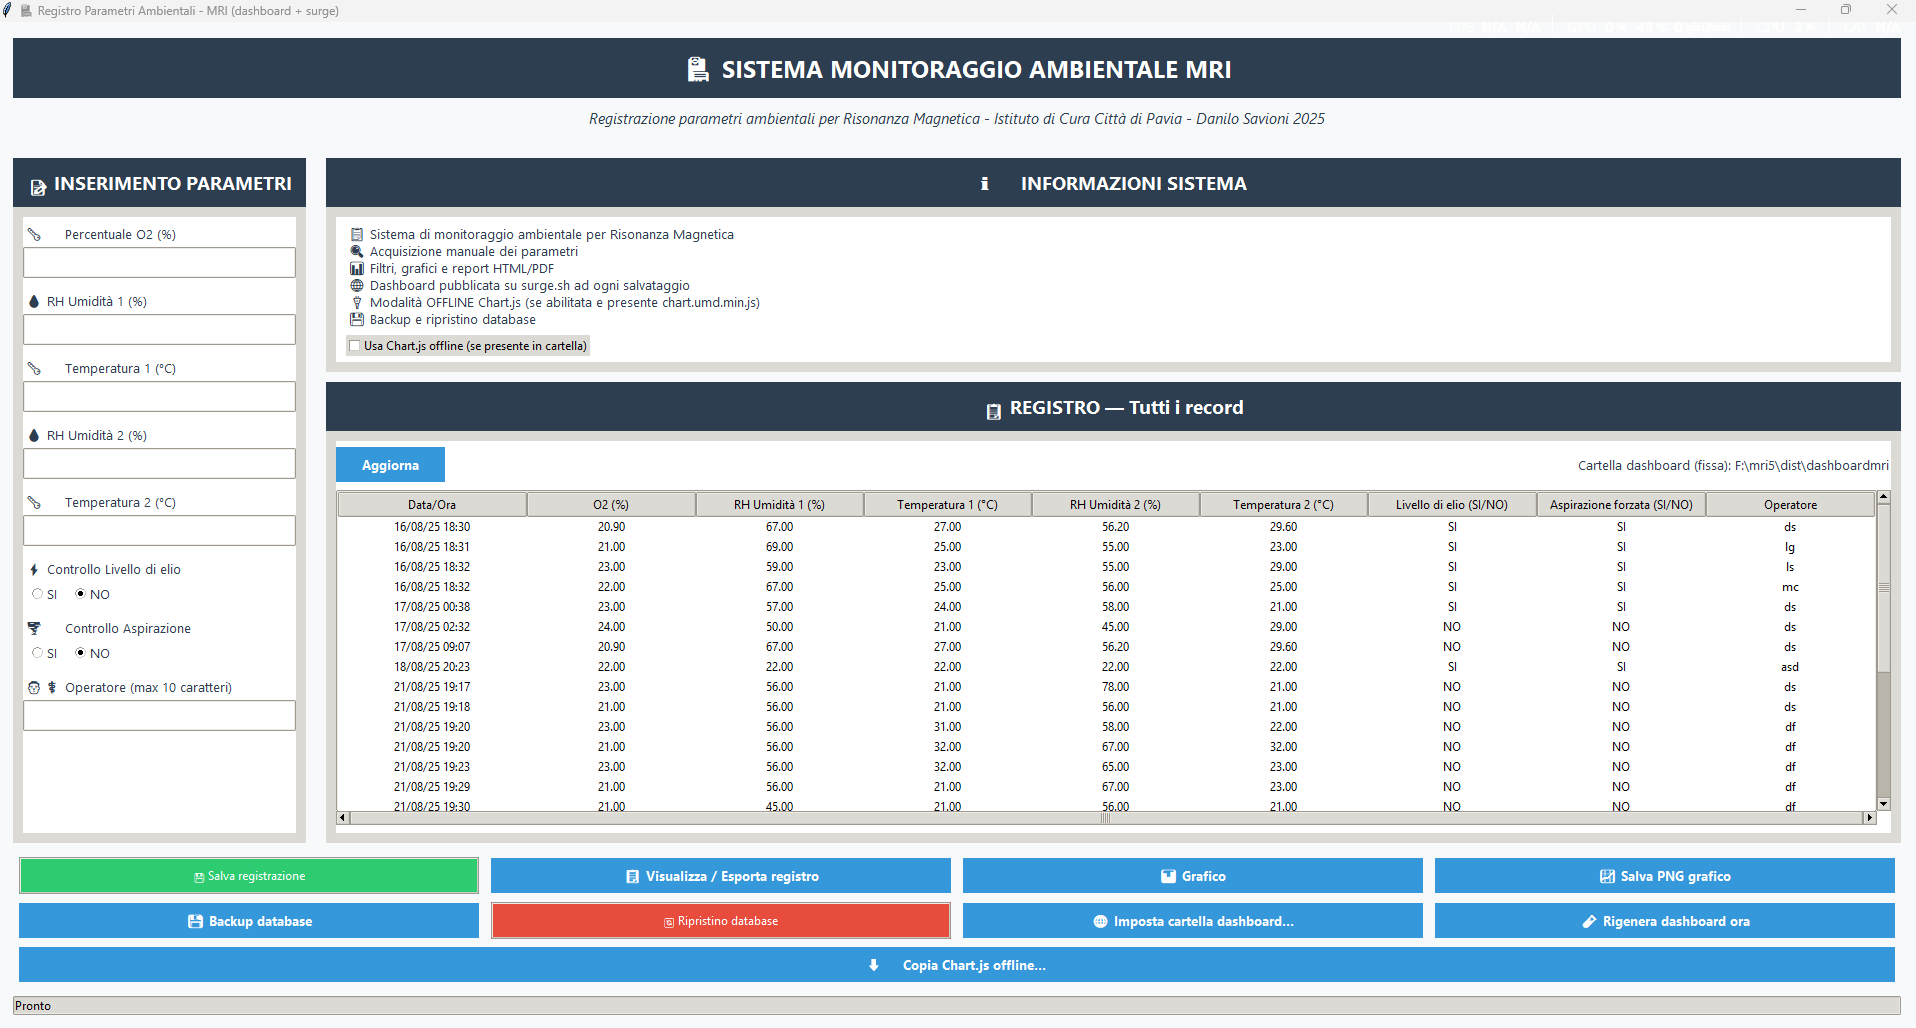 Registro Parametri Ambientali - MRI (dashboard + surge)
SISTEMA MONITORAGGIO AMBIENTALE MRI
Registrazione parametri ambientali per Risonanza Magnetica - Istituto di Cura Città di Pavia - Danilo Savioni 2025
INSERIMENTO PARAMETRI
Percentuale O2 (%)
RH Umidità 1 (%)
Temperatura 1 (°C)
RH Umidità 2 (%)
Temperatura 2 (°C)
Controllo Livello di elio
SI NO
Controllo Aspirazione
SI NO
Operatore (max 10 caratteri)
INFORMAZIONI SISTEMA
Sistema di monitoraggio ambientale per Risonanza Magnetica
Acquisizione manuale dei parametri
Filtri, grafici e report HTML/PDF
Dashboard pubblicata su surge.sh ad ogni salvataggio
Modalità OFFLINE Chart.js (se abilitata e presente chart.umd.min.js)
Backup e ripristino database
Usa Chart.js offline (se presente in cartella)
REGISTRO — Tutti i record
Aggiorna
Cartella dashboard (fissa): F:\mri5\dist\dashboardmri
Data/Ora O2 (%) RH Umidità 1 (%) Temperatura 1 (°C) RH Umidità 2 (%) Temperatura 2 (°C) Livello di elio (SI/NO) Aspirazione forzata (SI/NO) Operatore
16/08/25 18:30 20.90 67.00 27.00 56.20 29.60 SI SI ds
16/08/25 18:31 21.00 69.00 25.00 55.00 23.00 SI SI lg
16/08/25 18:32 23.00 59.00 23.00 55.00 29.00 SI SI ls
16/08/25 18:32 22.00 67.00 25.00 56.00 25.00 SI SI mc
17/08/25 00:38 23.00 57.00 24.00 58.00 21.00 SI SI ds
17/08/25 02:32 24.00 50.00 21.00 45.00 29.00 NO NO ds
17/08/25 09:07 20.90 67.00 27.00 56.20 29.60 NO NO ds
18/08/25 20:23 22.00 22.00 22.00 22.00 22.00 SI SI asd
21/08/25 19:17 23.00 56.00 21.00 78.00 21.00 NO NO ds
21/08/25 19:18 21.00 56.00 21.00 56.00 21.00 NO NO ds
21/08/25 19:20 23.00 56.00 31.00 58.00 22.00 NO NO df
21/08/25 19:20 21.00 56.00 32.00 67.00 32.00 NO NO df
21/08/25 19:23 23.00 56.00 32.00 65.00 23.00 NO NO df
21/08/25 19:29 21.00 56.00 21.00 67.00 23.00 NO NO df
21/08/25 19:30 21.00 45.00 21.00 56.00 21.00 NO NO df
Salva registrazione
Visualizza / Esporta registro
Grafico
Salva PNG grafico
Backup database
Ripristino database
Imposta cartella dashboard...
Rigenera dashboard ora
Copia Chart.js offline...
Pronto